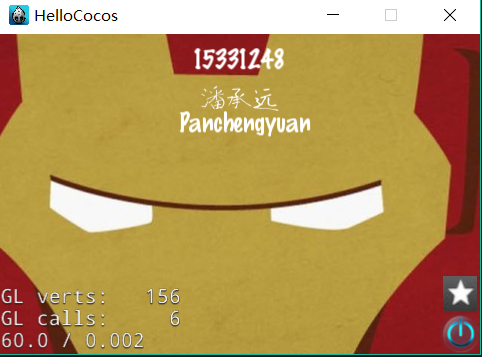 HelloCocos
15331248
潘承远
Panchengyuan
GL verts: 156
GL calls: 6
60.0 / 0.002